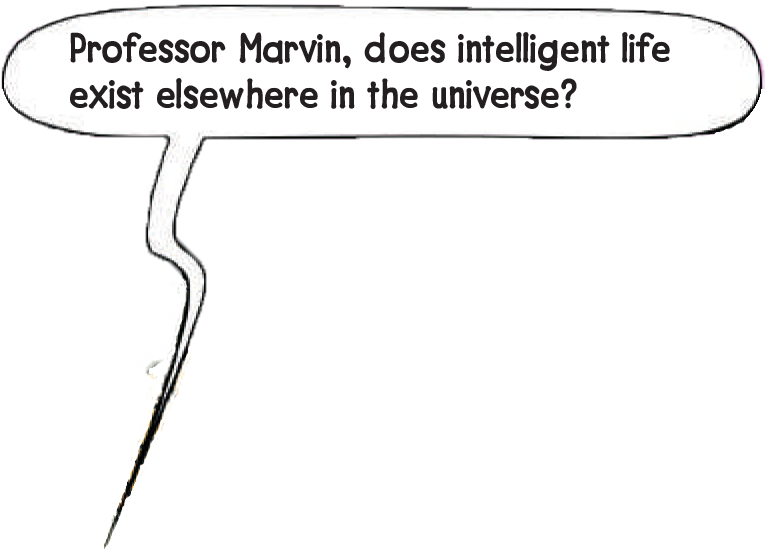 Professor Marvin, does intelligent life
exist elsewhere in the universe?